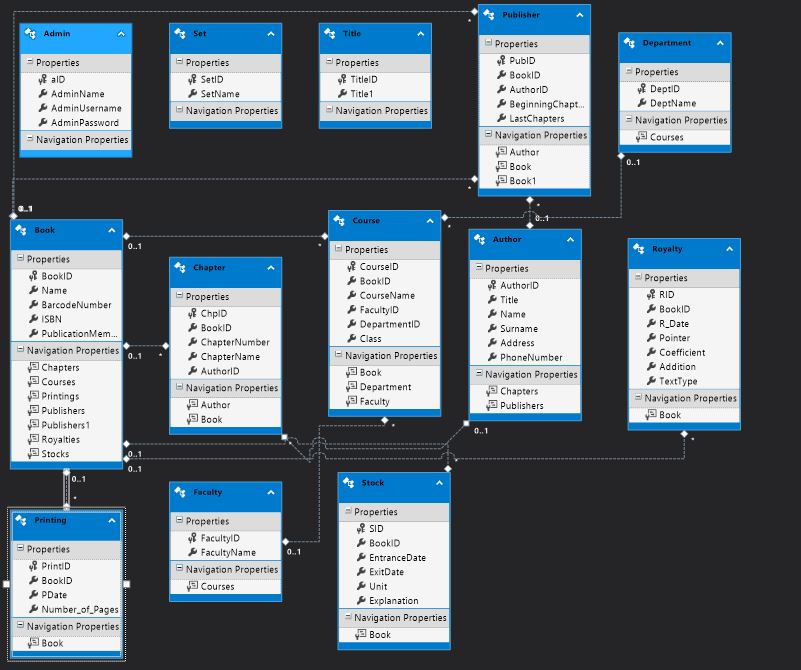 Admin
Properties
aID
AdminName
AdminUsername
AdminPassword
Navigation Properties
Set
Properties
SetID
SetName
Navigation Properties
Title
Properties
TitleID
Title1
Navigation Properties
Publisher
Properties
PubID
BookID
AuthorID
BeginningChapt...
LastChapters
Navigation Properties
Author
Book
Book1
Department
Properties
DeptID
DeptName
Navigation Properties
Courses
*
*
0..1
0..1
*
*
0..1
Book
Properties
BookID
Name
BarcodeNumber
ISBN
PublicationMem...
Navigation Properties
Chapters
Courses
Printings
Publishers
Publishers1
Royalties
Stocks
0..1
*
0..1
*
0..1
0..1
0..1
*
Chapter
Properties
ChpID
BookID
ChapterNumber
ChapterName
AuthorID
Navigation Properties
Author
Book
*
Course
Properties
CourseID
BookID
CourseName
FacultyID
DepartmentID
Class
Navigation Properties
Book
Department
Faculty
*
Author
Properties
AuthorID
Title
Name
Surname
Address
PhoneNumber
Navigation Properties
Chapters
Publishers
0..1
Royalty
Properties
RID
BookID
R_Date
Pointer
Coefficient
Addition
TextType
Navigation Properties
Book
*
Printing
Properties
PrintID
BookID
PDate
Number_of_Pages
Navigation Properties
Book
Faculty
Properties
FacultyID
FacultyName
Navigation Properties
Courses
0..1
*
Stock
Properties
SID
BookID
EntranceDate
ExitDate
Unit
Explanation
Navigation Properties
Book